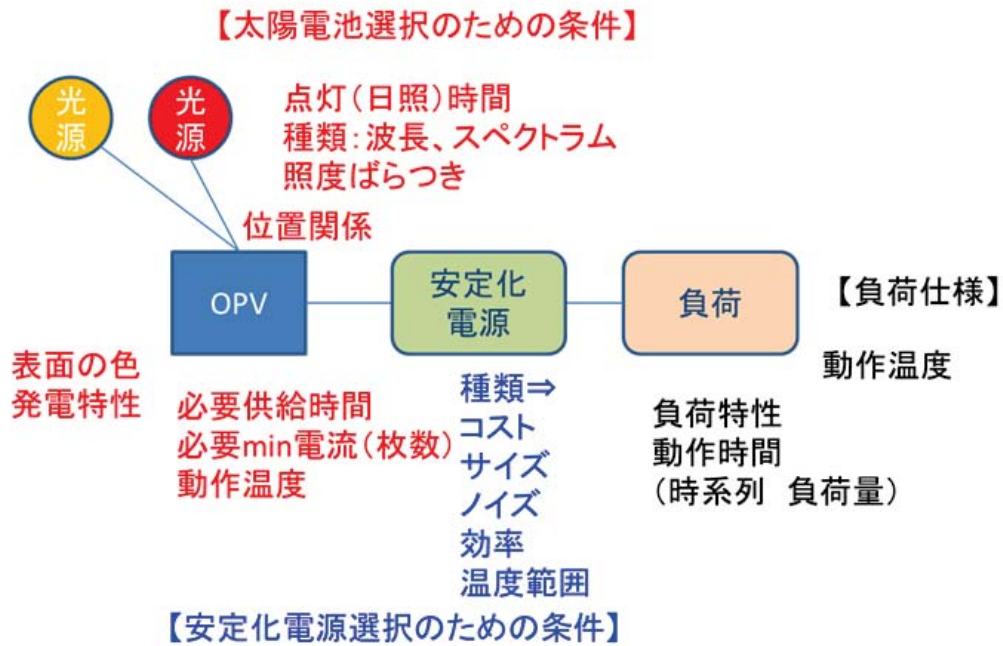 【太陽電池選択のための条件】
光
源
光
源
点灯（日照）時間
種類：波長、スペクトラム
照度ばらつき
位置関係
OPV
安定化
電源
負荷
【負荷仕様】
表面の色
発電特性
必要供給時間
必要min電流（枚数）
動作温度
種類⇒
コスト
サイズ
ノイズ
効率
温度範囲
動作温度
負荷特性
動作時間
（時系列　負荷量）
【安定化電源選択のための条件】